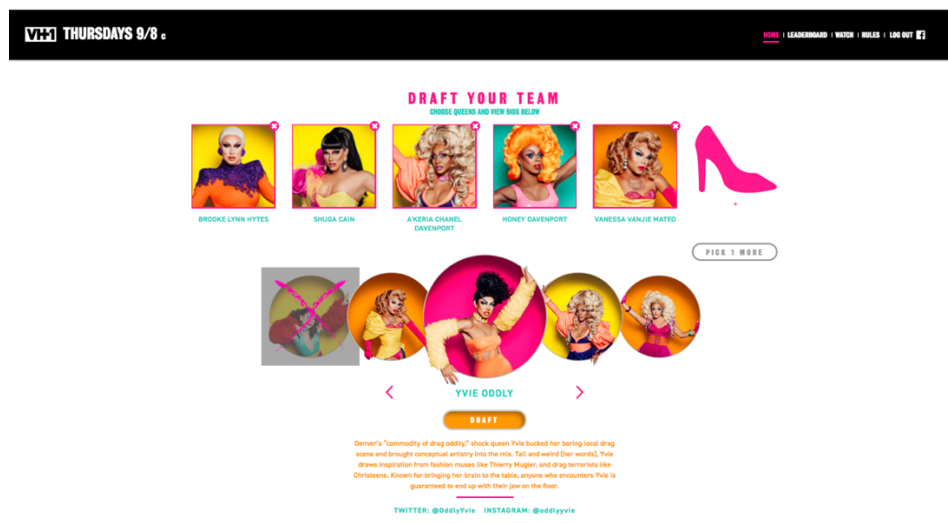 VH1 THURSDAYS 9/8 c
HOME | LEADERBOARD | WATCH | RULES | LOG OUT
DRAFT YOUR TEAM
CHOOSE QUEENS AND VIEW BIOS BELOW
BROOKE LYNN HYTES
SHUGA CAIN
A'KERIA CHANEL
DAVENPORT
HONEY DAVENPORT
VANESSA VANJIE MATEO
PICK 1 MORE
YVIE ODDLY
DRAFT
Denver's "commodity of drag oddity," shock queen Yvie bucked her boring local drag
scene and brought conceptual artistry into the mix. Tall and weird (her words), Yvie
draws inspiration from fashion muses like Thierry Mugler, and drag terrorists like
Christeene. Known for bringing her brain to the table, anyone who encounters Yvie is
guaranteed to end up with their jaw on the floor.
TWITTER: @OddlyYvie INSTAGRAM: @oddlyyvie